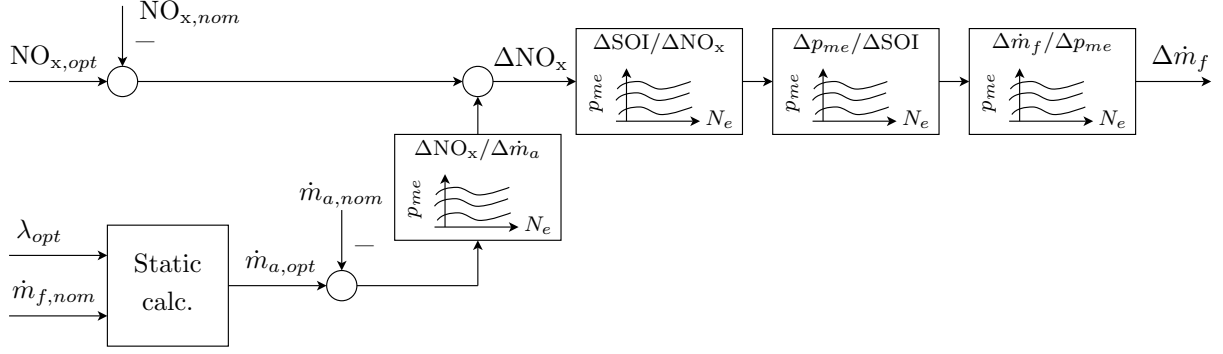 NOx,nom
−
NOx,opt
ΔNOx
ΔSOI/ΔNOx
pme
Ne
Δpme/ΔSOI
pme
Ne
Δṁf/Δpme
pme
Ne
Δṁf
ΔNOx/Δṁa
pme
Ne
ṁa,nom
−
λopt
ṁf,nom
Static
calc.
ṁa,opt